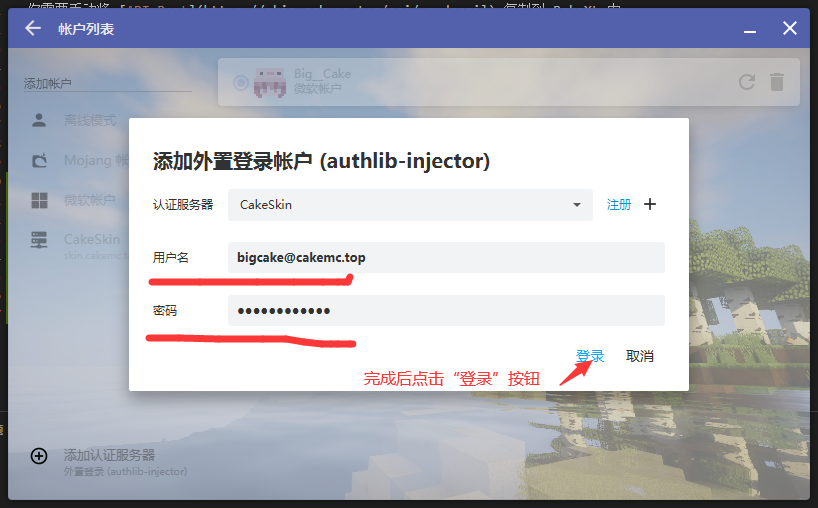 帐户列表
添加帐户
Big__Cake
微软帐户
离线模式
Mojang 帐
微软帐户
CakeSkin
skin.cakemc.t
添加外置登录帐户 (authlib-injector)
认证服务器
CakeSkin
注册
用户名
bigcake@cakemc.top
密码
●●●●●●●●●●●●
登录
取消
完成后点击“登录”按钮
添加认证服务器
外置登录 (authlib-injector)